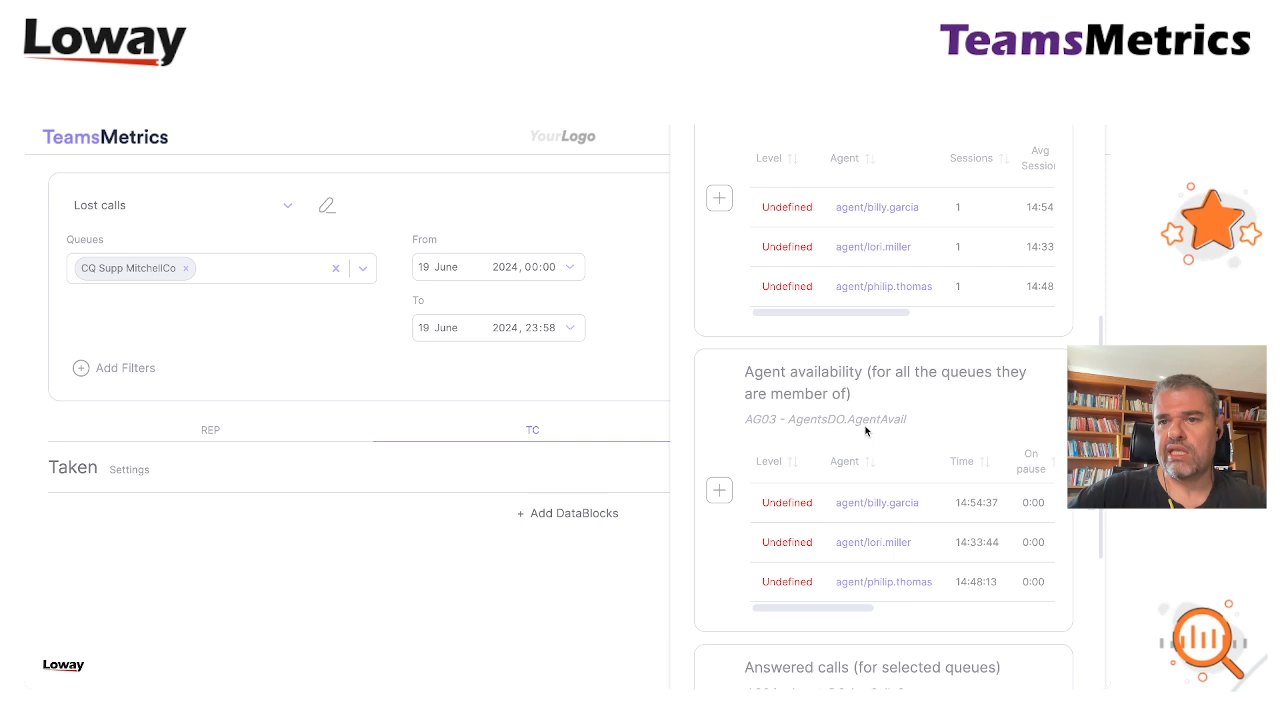 Loway
TeamsMetrics
TeamsMetrics
YourLogo
Lost calls
Queues
CQ Supp MitchellCo ×
From
19 June 2024, 00:00
To
19 June 2024, 23:58
Add Filters
REP TC
Taken Settings
+ Add DataBlocks
Loway
Level Agent Sessions Avg
Undefined agent/billy.garcia 1 14:54
Undefined agent/lori.miller 1 14:33
Undefined agent/philip.thomas 1 14:48
Agent availability (for all the queues they
are member of)
AG03 - AgentsDO.AgentAvail
Level Agent Time On
pause
Undefined agent/billy.garcia 14:54:37 0:00
Undefined agent/lori.miller 14:33:44 0:00
Undefined agent/philip.thomas 14:48:13 0:00
Answered calls (for selected queues)